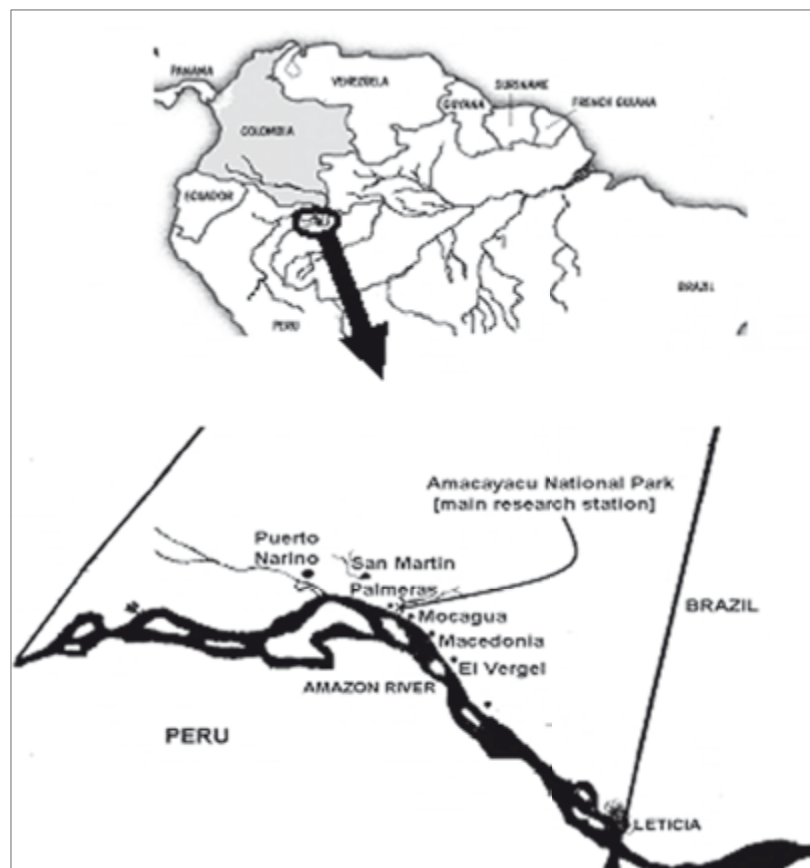 PANAMA
VENEZUELA
GUYANA
SURINAME
FRENCH GUIANA
COLOMBIA
ECUADOR
PERU
BRAZIL
Amacayacu National Park
[main research station]
Puerto
Narino
San Martin
Palmeras
Mocagua
BRAZIL
Macedonia
El Vergel
AMAZON RIVER
PERU
LETICIA